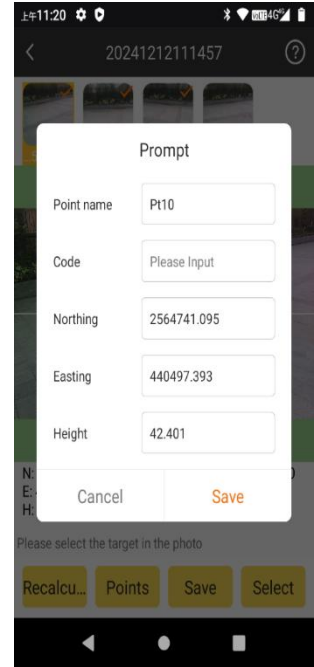 上午11:20 4G
20241212111457 ?
Prompt
Point name Pt10
Code Please Input
Northing 2564741.095
Easting 440497.393
Height 42.401
N:
E:
H:
Cancel Save
Please select the target in the photo
Recalcu... Points Save Select